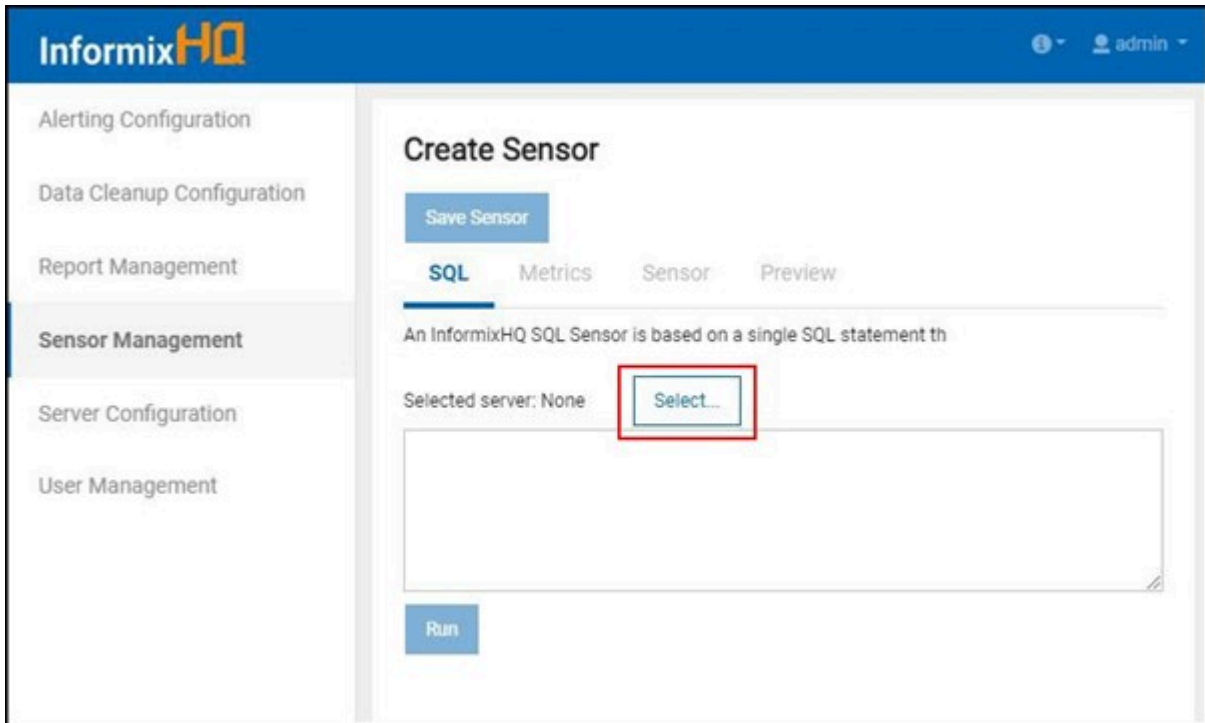 InformixHQ
admin
Alerting Configuration
Data Cleanup Configuration
Report Management
Sensor Management
Server Configuration
User Management
Create Sensor
Save Sensor
SQL Metrics Sensor Preview
An InformixHQ SQL Sensor is based on a single SQL statement th
Selected server: None Select...
Run